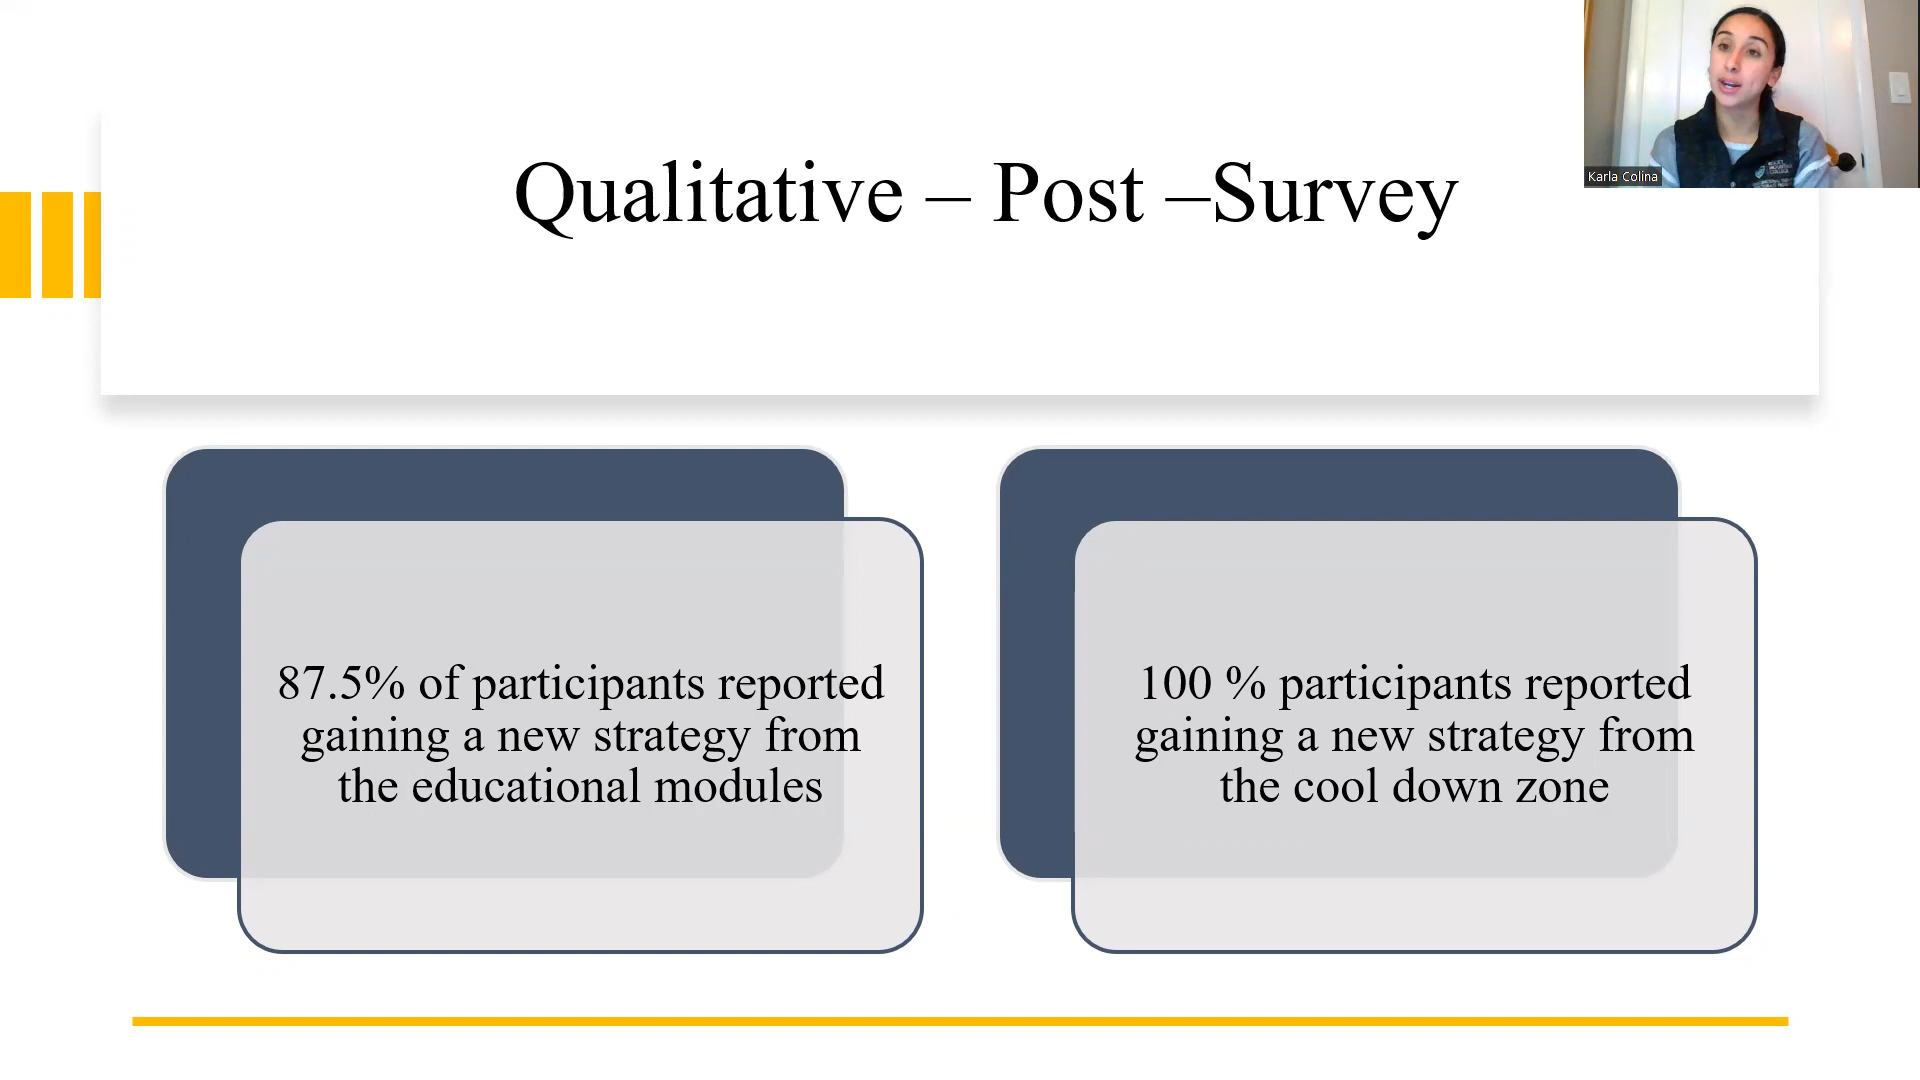 Qualitative – Post –Survey
Karla Colina
87.5% of participants reported
gaining a new strategy from
the educational modules
100 % participants reported
gaining a new strategy from
the cool down zone